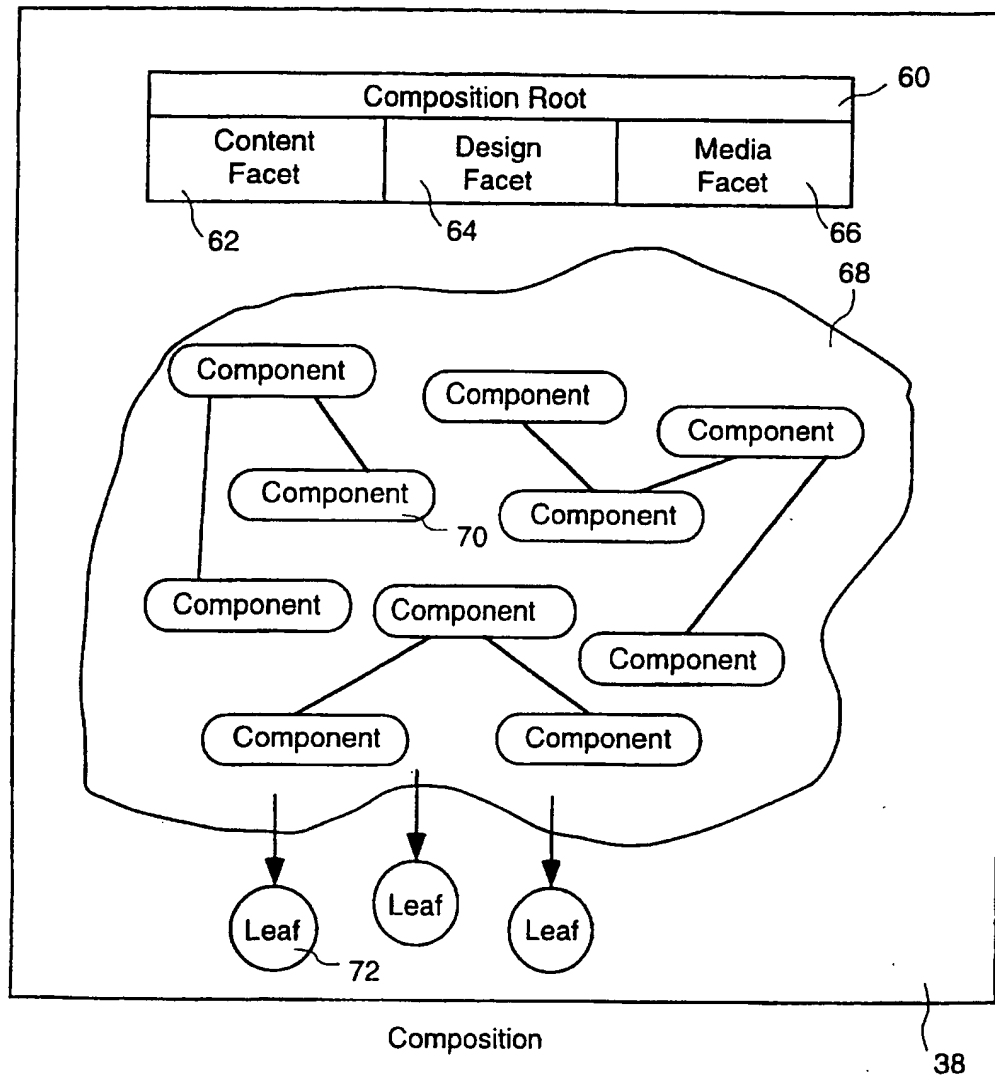 Composition Root
60
Content
Facet
Design
Facet
Media
Facet
62
64
66
68
Component
Component
Component
Component
70
Component
Component
Component
Component
Component
Component
Leaf
Leaf
Leaf
72
Composition
38